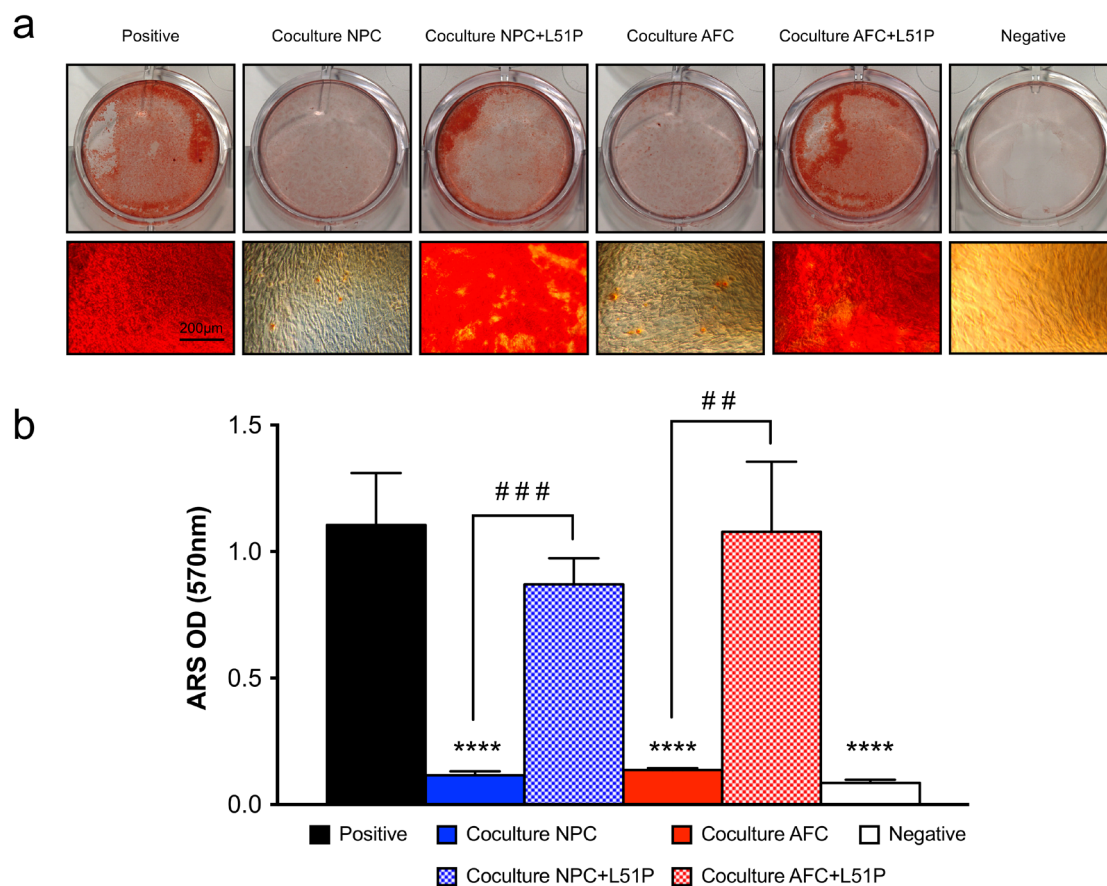 a
Positive Coculture NPC Coculture NPC+L51P Coculture AFC Coculture AFC+L51P Negative
200µm
b
ARS OD (570nm)
1.5
1.0
0.5
0.0
# # #
# #
**** **** ****
Positive Coculture NPC Coculture AFC Negative
Coculture NPC+L51P Coculture AFC+L51P